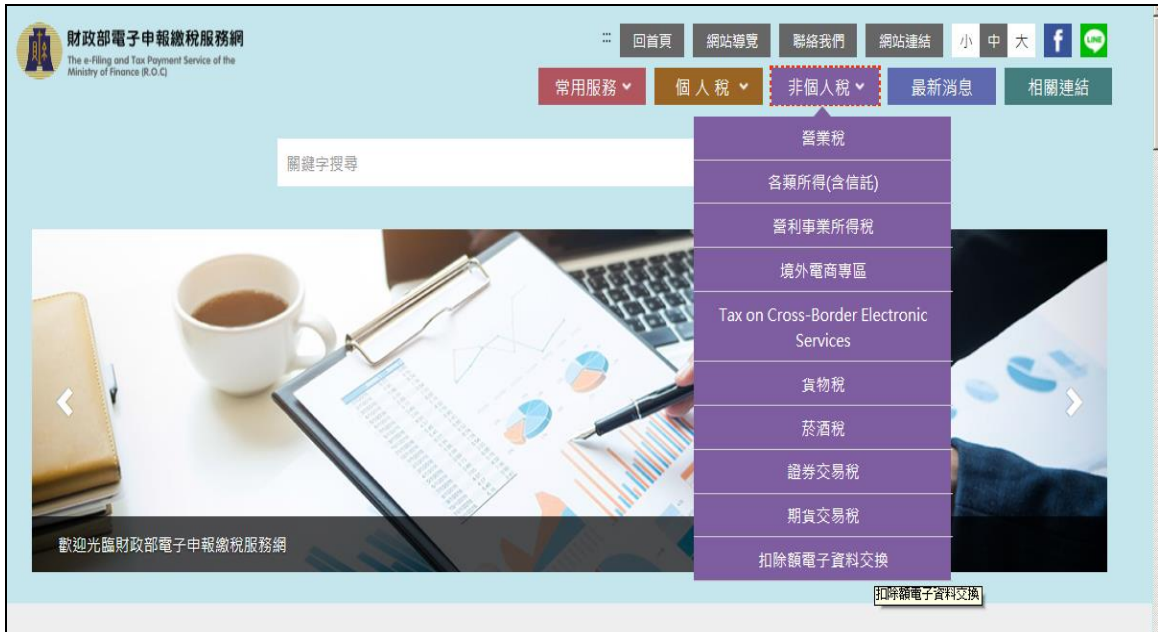 財政部電子申報繳稅服務網
The e-Filing and Tax Payment Service of the
Ministry of Finance (R.O.C)
:::
回首頁
網站導覽
聯絡我們
網站連結
小 中 大
f
LINE
常用服務
個人稅
非個人稅
最新消息
相關連結
關鍵字搜尋
營業稅
各類所得(含信託)
營利事業所得稅
境外電商專區
Tax on Cross-Border Electronic
Services
貨物稅
菸酒稅
證券交易稅
期貨交易稅
扣除額電子資料交換
歡迎光臨財政部電子申報繳稅服務網
扣除額電子資料交換